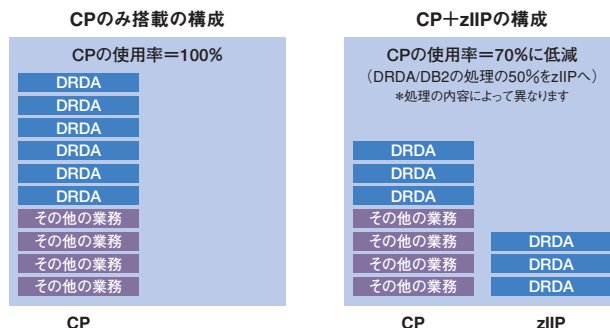 CPのみ搭載の構成
CPの使用率＝100%
DRDA
DRDA
DRDA
DRDA
DRDA
DRDA
その他の業務
その他の業務
その他の業務
その他の業務
CP
CP＋zIIPの構成
CPの使用率＝70%に低減
（DRDA/DB2の処理の50%をzIIPへ）
＊処理の内容によって異なります
DRDA
DRDA
DRDA
その他の業務
その他の業務
その他の業務
その他の業務
CP
DRDA
DRDA
DRDA
zIIP